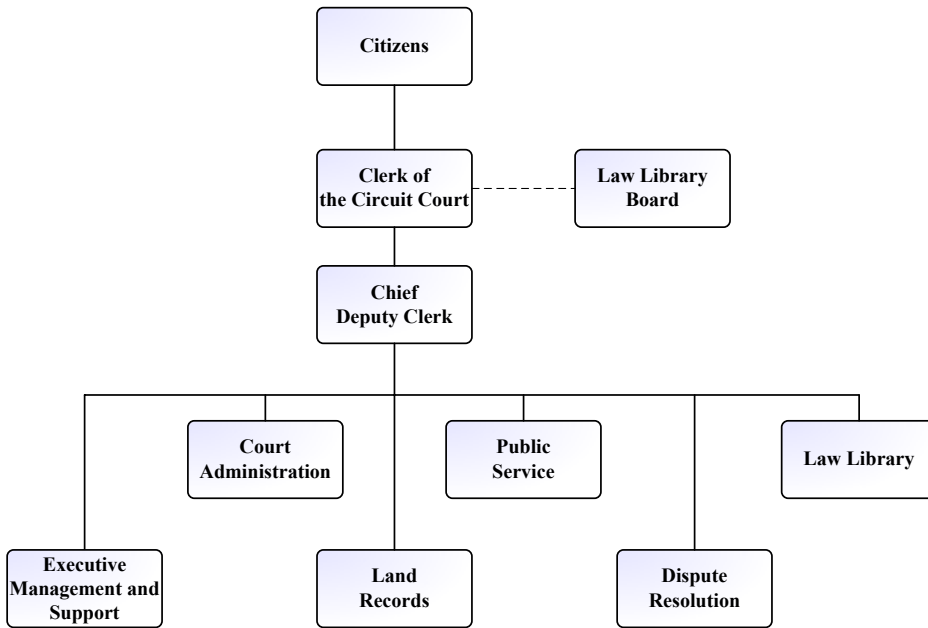 Citizens
Clerk of
the Circuit Court
Law Library
Board
Chief
Deputy Clerk
Court
Administration
Public
Service
Law Library
Executive
Management and
Support
Land
Records
Dispute
Resolution